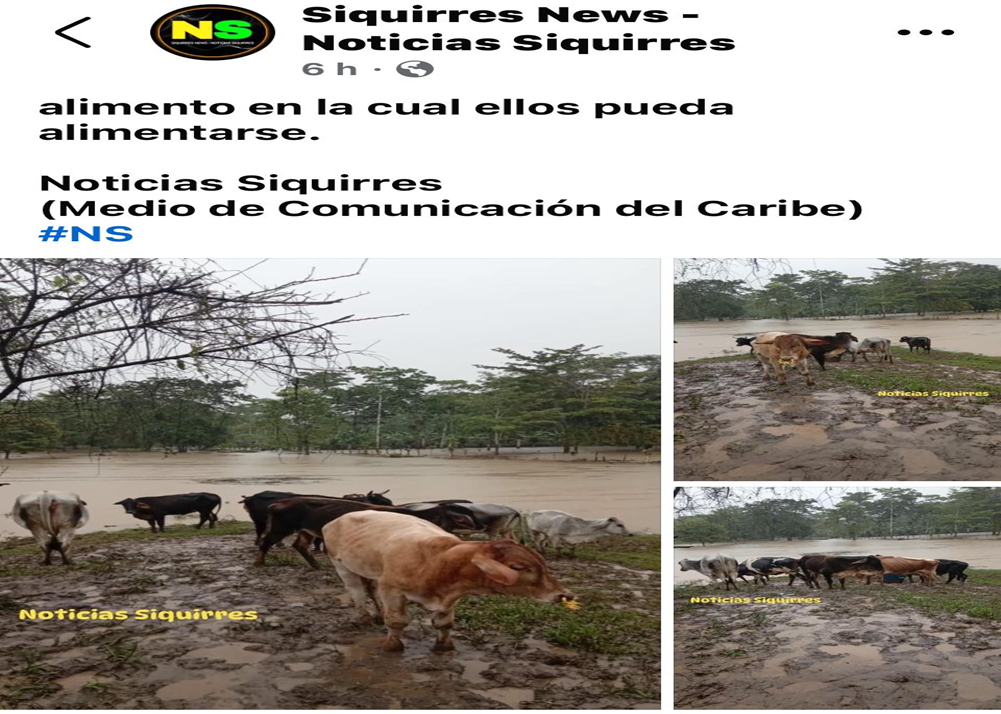 NS
Siquirres News -
Noticias Siquirres
6 h ·
alimento en la cual ellos pueda
alimentarse.
Noticias Siquirres
(Medio de Comunicación del Caribe)
#NS
Noticias Siquirres
Noticias Siquirres
Noticias Siquirres